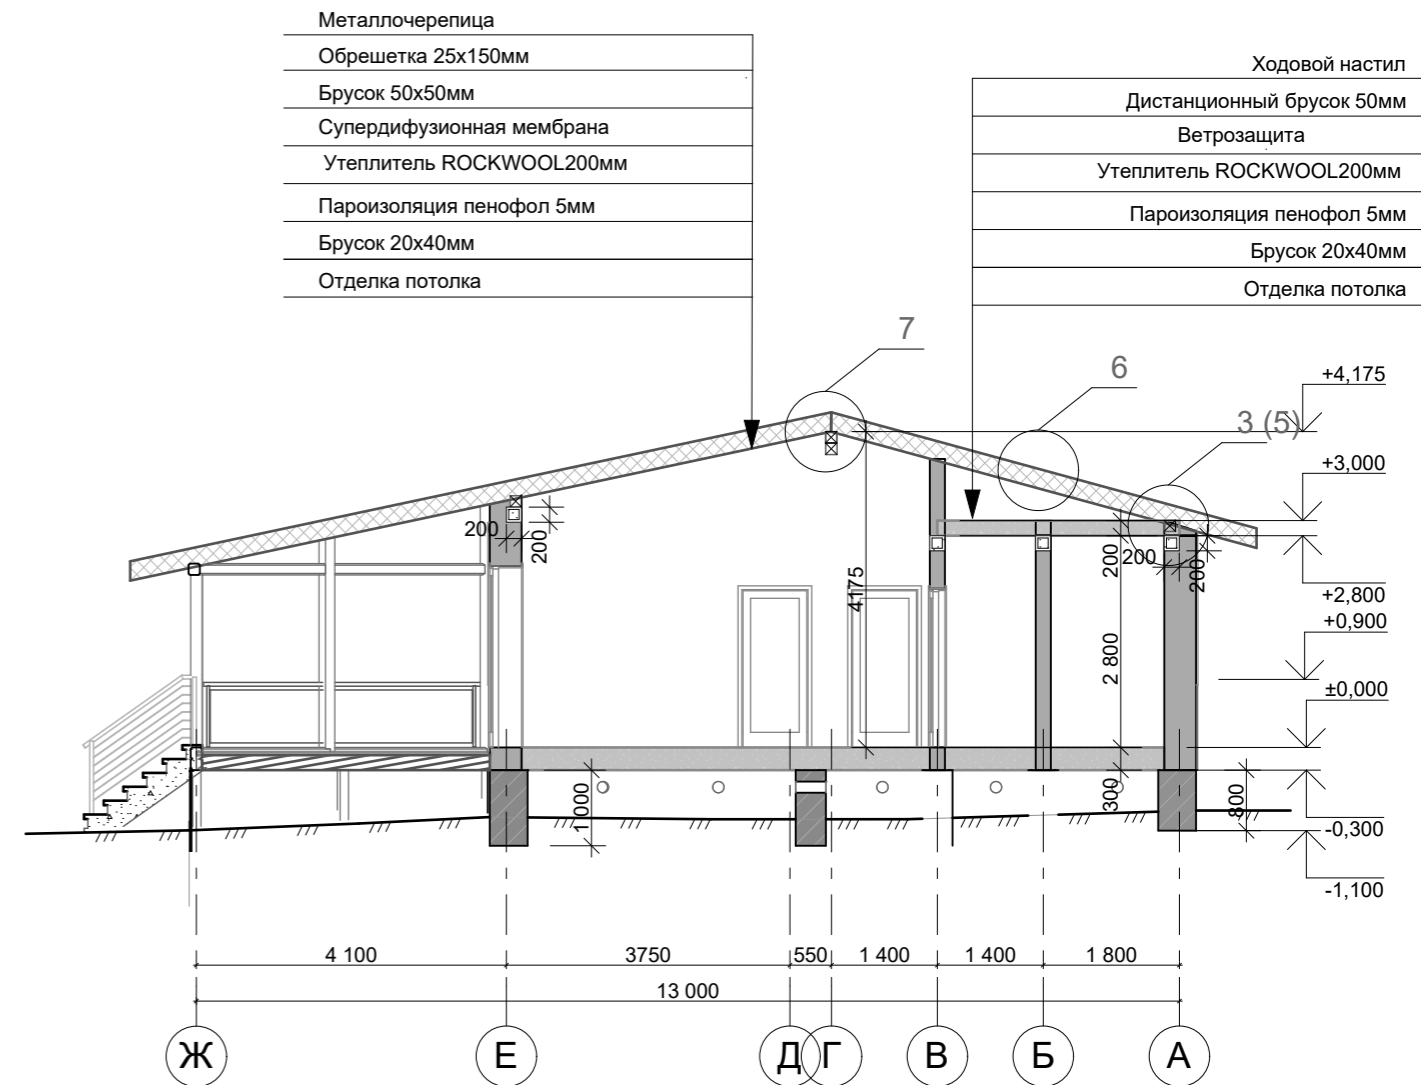 Металлочерепица
Обрешетка 25х150мм
Брусок 50х50мм
Супердифузионная мембрана
Утеплитель ROCKWOOL200мм
Пароизоляция пенофол 5мм
Брусок 20х40мм
Отделка потолка
Ходовой настил
Дистанционный брусок 50мм
Ветрозащита
Утеплитель ROCKWOOL200мм
Пароизоляция пенофол 5мм
Брусок 20х40мм
Отделка потолка
7
6
3 (5)
+4,175
+3,000
+2,800
+0,900
±0,000
-0,300
-1,100
200
200
4175
200
200
200
2 800
300
1 000
800
4 100
3750
550
1 400
1 400
1 800
13 000
Ж
Е
Д
Г
В
Б
А